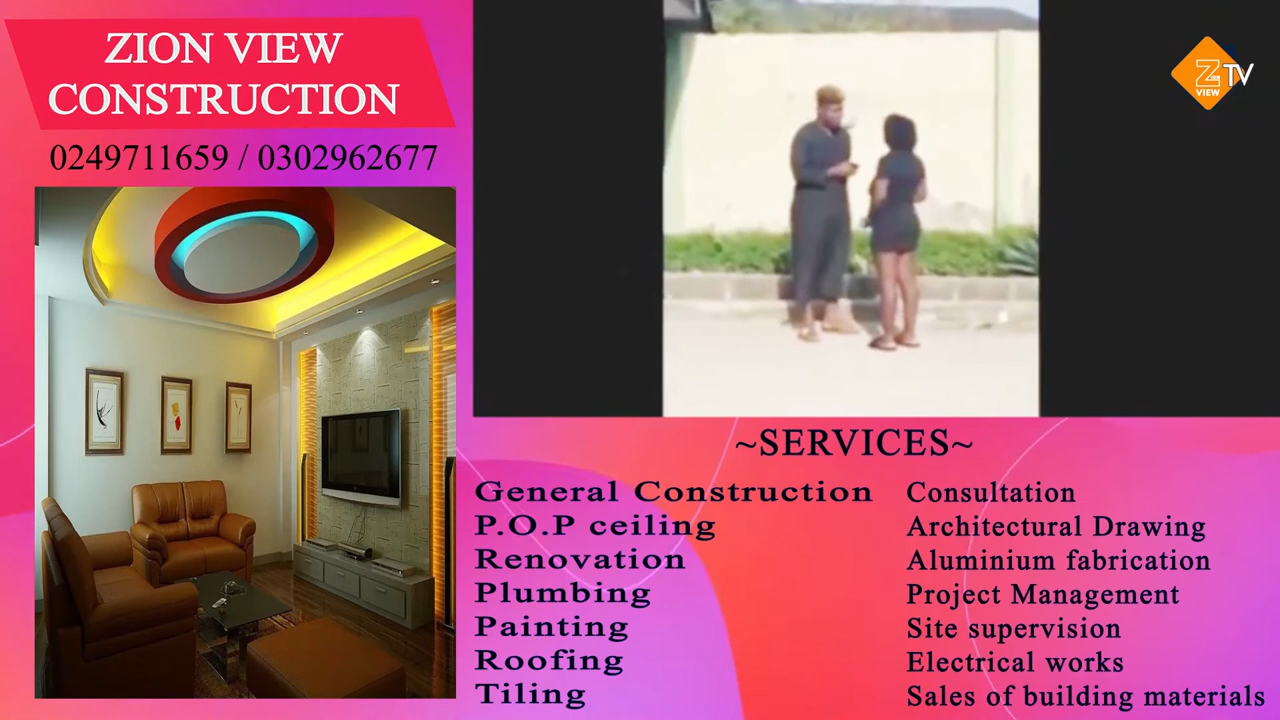 ZION VIEW
CONSTRUCTION
0249711659 / 0302962677
Z
VIEW
TV
~SERVICES~
General Construction
P.O.P ceiling
Renovation
Plumbing
Painting
Roofing
Tiling
Consultation
Architectural Drawing
Aluminium fabrication
Project Management
Site supervision
Electrical works
Sales of building materials